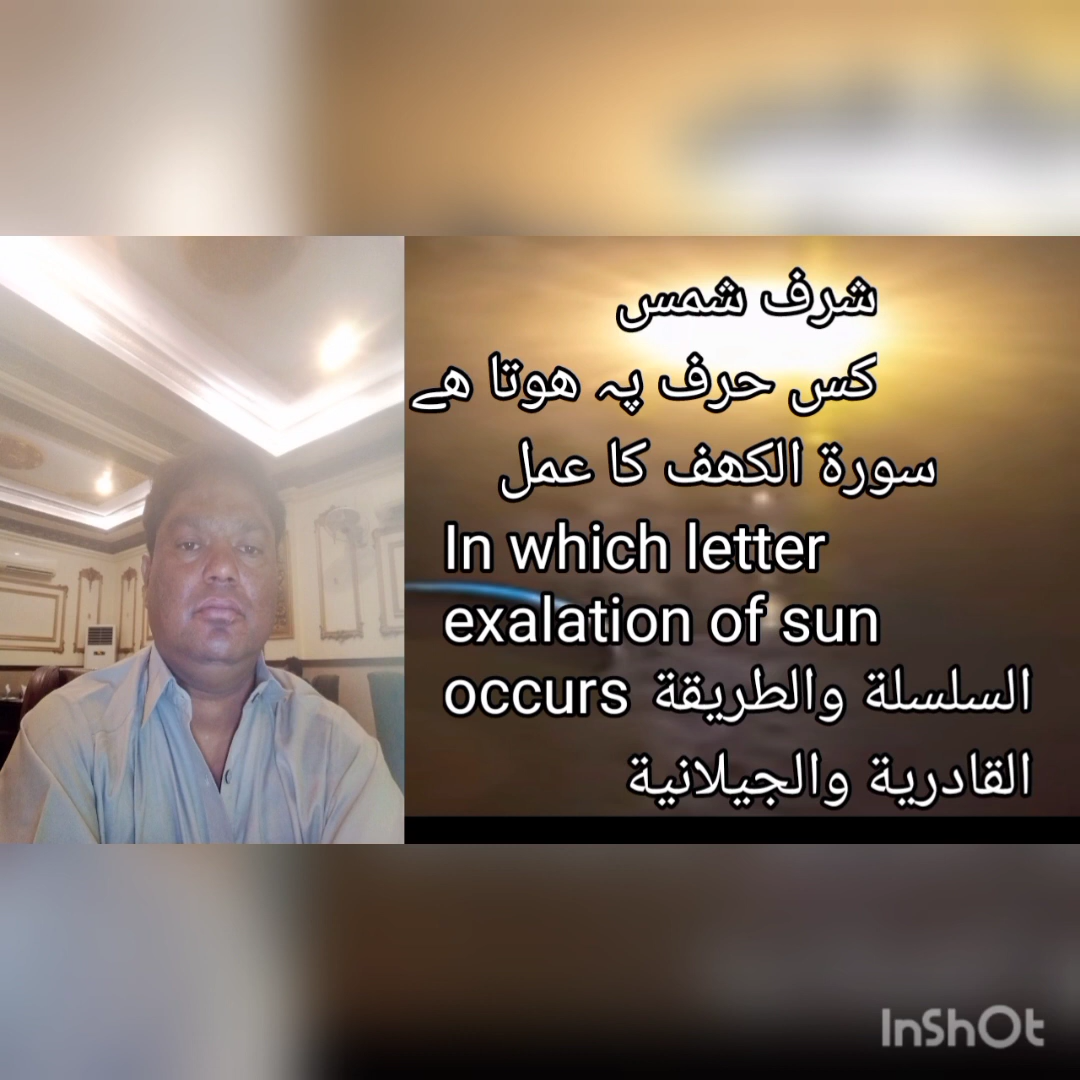 شرف شمس
کس حرف پہ ھوتا ھے
سورۃ الکھف کا عمل
In which letter
exalation of sun
occurs السلسلة والطريقة
القادرية والجيلانية
InShOt